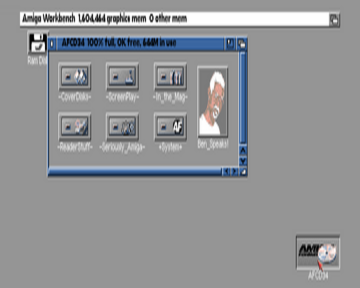 Amiga Workbench 1,604,464 graphics mem 0 other mem
Ram Disk
AFCD34 100% full, 0K free, 644M in use
-CoverDisks- -ScreenPlay- -In_the_Mag-
-ReaderStuff- -Seriously_Amiga- +System+ Ben_Speaks!
AF
AFCD34